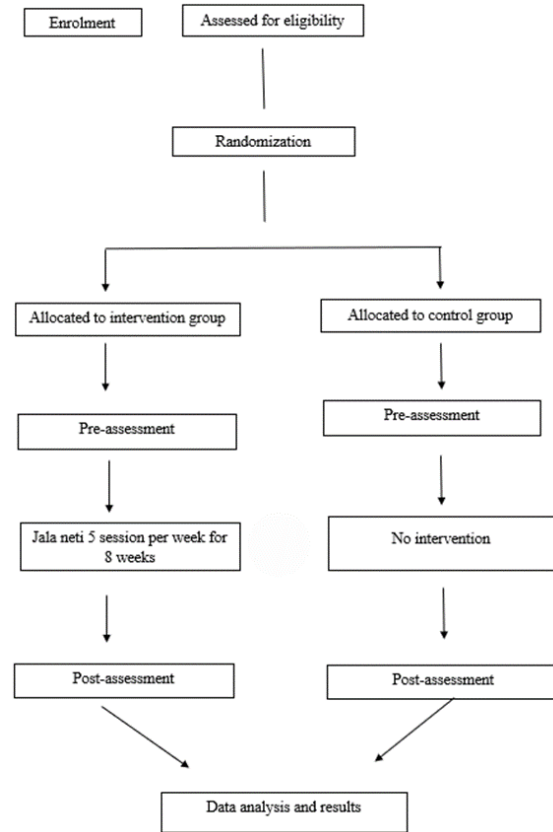 Enrolment
Assessed for eligibility
Randomization
Allocated to intervention group
Allocated to control group
Pre-assessment
Pre-assessment
Jala neti 5 session per week for
8 weeks
No intervention
Post-assessment
Post-assessment
Data analysis and results